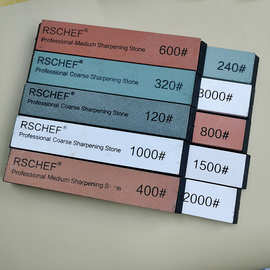 RSCHEF®
Professional Medium Sharpening Stone
600#
RSCHEF®
Professional Coarse Sharpening Stone
320#
RSCHEF®
Professional Coarse Sharpening Stone
120#
RSCHEF®
Professional Coarse Sharpening Stone
1000#
RSCHEF®
Professional Medium Sharpening
400#
240#
3000#
800#
1500#
2000#